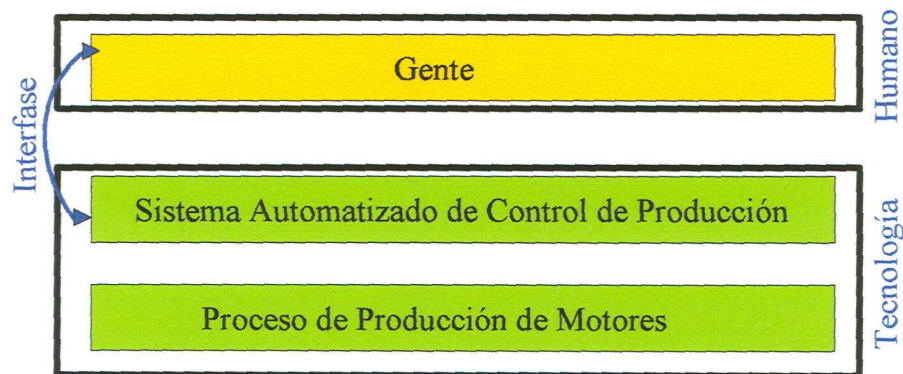 Gente
Humano
Interfase
Sistema Automatizado de Control de Producción
Proceso de Producción de Motores
Tecnología